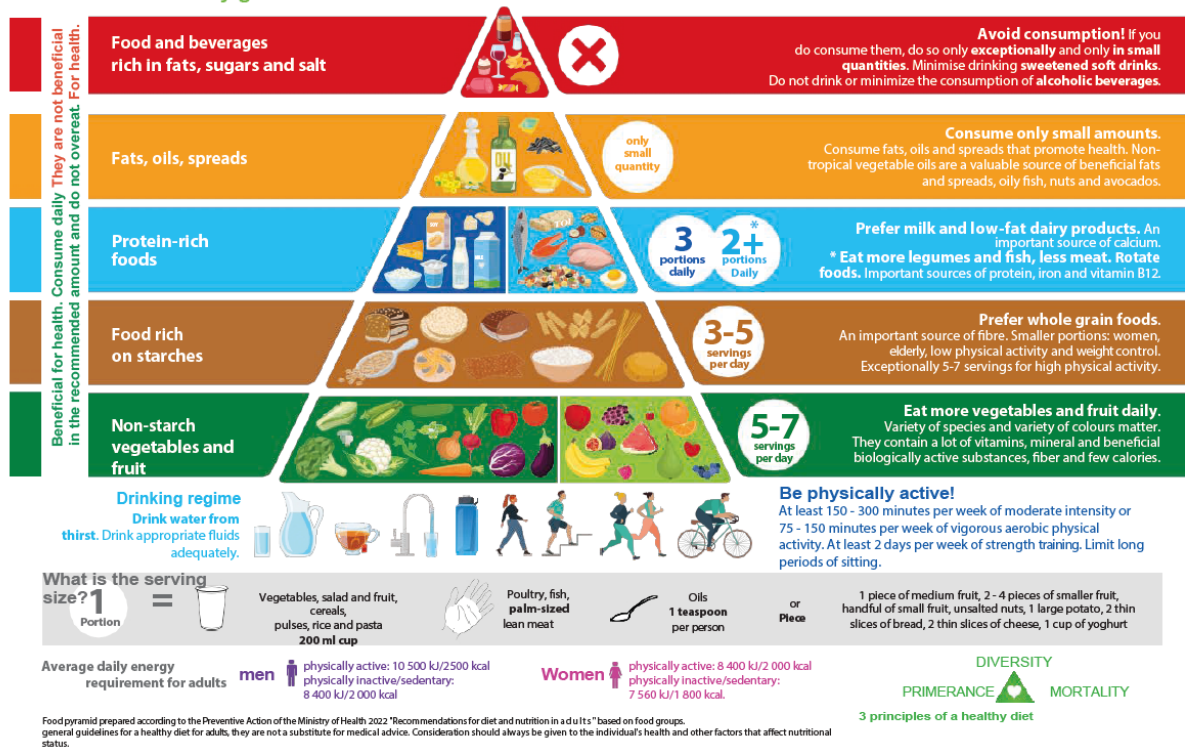 Beneficial for health. Consume daily They are not beneficial
in the recommended amount and do not overeat. For health.
Food and beverages
rich in fats, sugars and salt
Avoid consumption! If you
do consume them, do so only exceptionally and only in small
quantities. Minimise drinking sweetened soft drinks.
Do not drink or minimize the consumption of alcoholic beverages.
Fats, oils, spreads
OIL
only
small
quantity
Consume only small amounts.
Consume fats, oils and spreads that promote health. Non-
tropical vegetable oils are a valuable source of beneficial fats
and spreads, oily fish, nuts and avocados.
Protein-rich
foods
3
portions
daily
2+*
portions
Daily
Prefer milk and low-fat dairy products. An
important source of calcium.
* Eat more legumes and fish, less meat. Rotate
foods. Important sources of protein, iron and vitamin B12.
Food rich
on starches
3-5
servings
per day
Prefer whole grain foods.
An important source of fibre. Smaller portions: women,
elderly, low physical activity and weight control.
Exceptionally 5-7 servings for high physical activity.
Non-starch
vegetables and
fruit
5-7
servings
per day
Eat more vegetables and fruit daily.
Variety of species and variety of colours matter.
They contain a lot of vitamins, mineral and beneficial
biologically active substances, fiber and few calories.
Drinking regime
Drink water from
thirst. Drink appropriate fluids
adequately.
Be physically active!
At least 150 - 300 minutes per week of moderate intensity or
75 - 150 minutes per week of vigorous aerobic physical
activity. At least 2 days per week of strength training. Limit long
periods of sitting.
What is the serving
size?
1
Portion
=
Vegetables, salad and fruit,
cereals,
pulses, rice and pasta
200 ml cup
Poultry, fish,
palm-sized
lean meat
Oils
1 teaspoon
per person
or
Piece
1 piece of medium fruit, 2 - 4 pieces of smaller fruit,
handful of small fruit, unsalted nuts, 1 large potato, 2 thin
slices of bread, 2 thin slices of cheese, 1 cup of yoghurt
Average daily energy
requirement for adults
men
physically active: 10 500 kJ/2500 kcal
physically inactive/sedentary:
8 400 kJ/2 000 kcal
Women
physically active: 8 400 kJ/2 000 kcal
physically inactive/sedentary:
7 560 kJ/1 800 kcal.
DIVERSITY
PRIMERANCE
MORTALITY
3 principles of a healthy diet
Food pyramid prepared according to the Preventive Action of the Ministry of Health 2022 "Recommendations for diet and nutrition in a d u l t s " based on food groups.
general guidelines for a healthy diet for adults, they are not a substitute for medical advice. Consideration should always be given to the individual's health and other factors that affect nutritional
status.